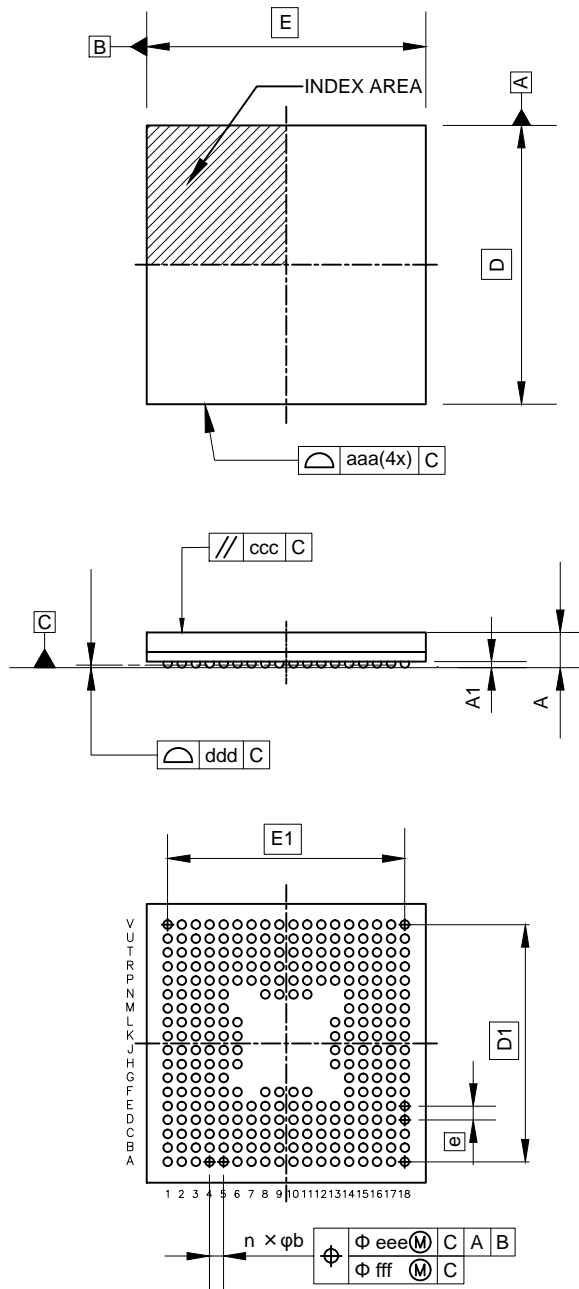 E
B
INDEX AREA
A
D
aaa(4x) C
// ccc C
C
A1
A
ddd C
E1
V
U
T
R
P
N
M
L
K
J
H
G
F
E
D
C
B
A
D1
e
1 2 3 4 5 6 7 8 9 10 11 12 13 14 15 16 17 18
n × φb
Φ eee Ⓜ C A B
Φ fff Ⓜ C